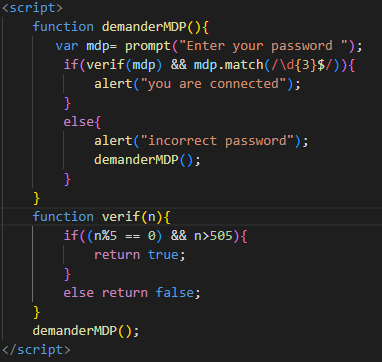 <script>
    function demanderMDP(){
       var mdp= prompt("Enter your password ");
        if(verif(mdp) && mdp.match(/\d{3}$/)){
            alert("you are connected");
        }
        else{
            alert("incorrect password");
            demanderMDP();
        }
    }
    function verif(n){
        if((n%5 == 0) && n>505){
            return true;
        }
        else return false;
    }
    demanderMDP();
</script>